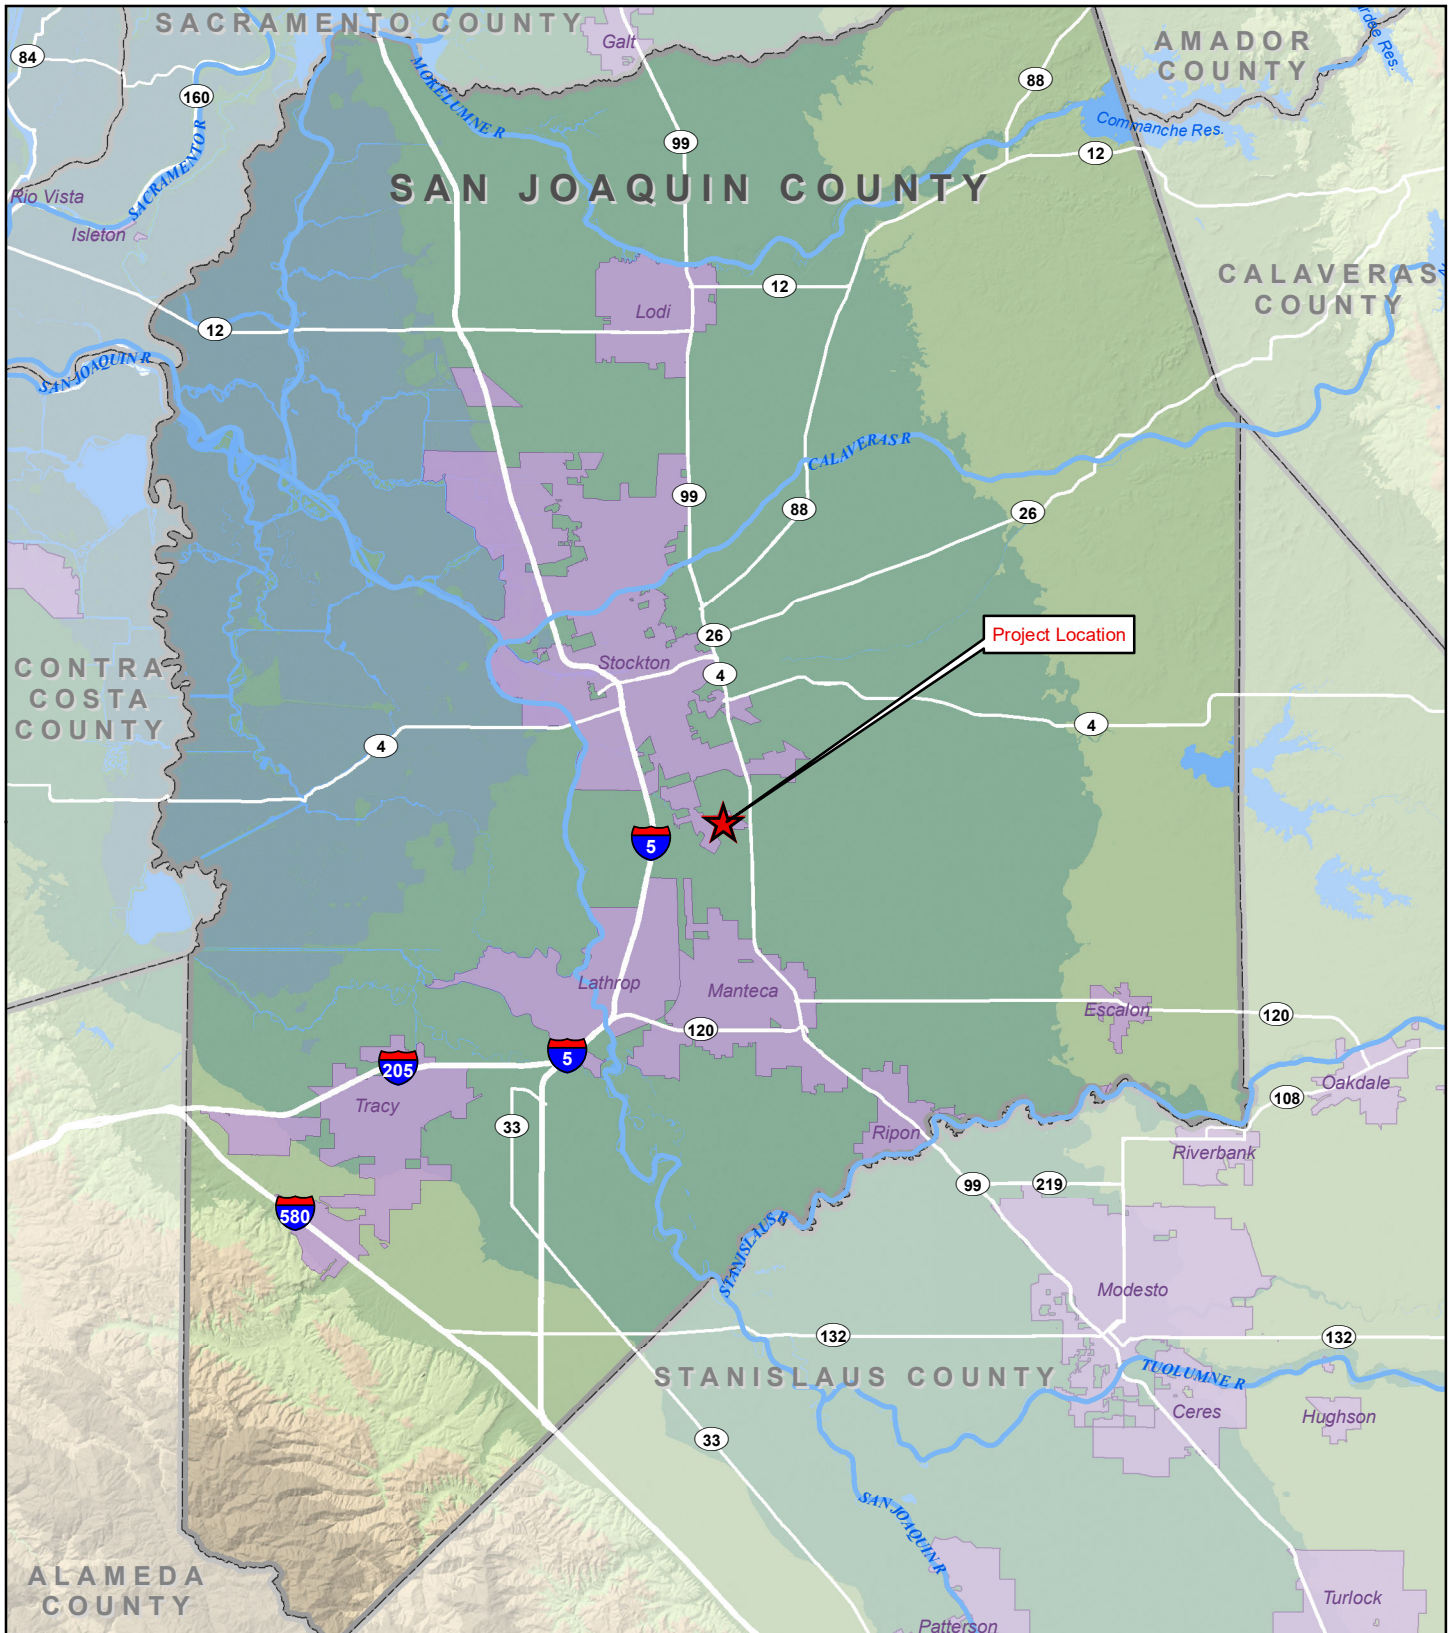 SACRAMENTO COUNTY
Galt
AMADOR
COUNTY
ardee Res.
84
160
88
MOKELUMNE R
99
Commanche Res.
12
SACRAMENTO R
SAN JOAQUIN COUNTY
Rio Vista
Isleton
CALAVERAS
COUNTY
12
Lodi
12
SAN JOAQUIN R
CALAVERAS R
99
88
26
26
Project Location
Stockton
4
CONTRA
COSTA
COUNTY
4
4
5
Lathrop
Manteca
Escalon
120
120
5
205
Tracy
33
Oakdale
108
Ripon
Riverbank
99
219
580
STANISLAUS R
Modesto
132
132
STANISLAUS COUNTY
TUOLUMNE R
Ceres
Hughson
33
SAN JOAQUIN R
ALAMEDA
COUNTY
Turlock
Patterson